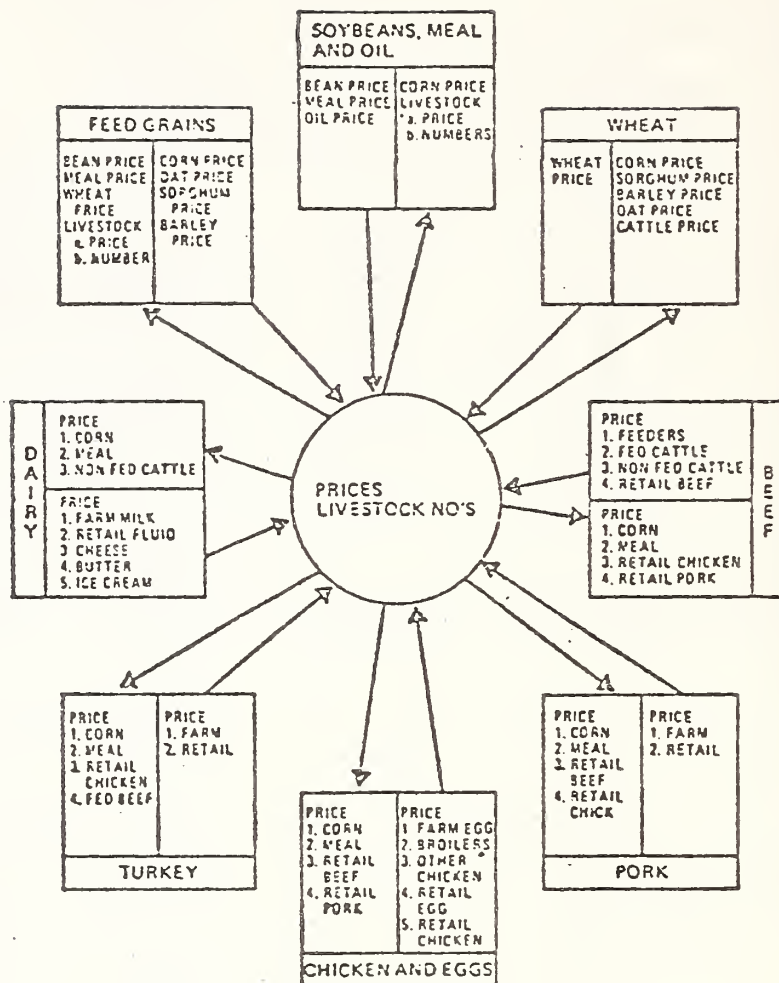 SOYBEANS, MEAL
AND OIL
BEAN PRICE
MEAL PRICE
OIL PRICE
CORN PRICE
LIVESTOCK
a. PRICE
b. NUMBERS
FEED GRAINS
BEAN PRICE
MEAL PRICE
WHEAT
PRICE
LIVESTOCK
a. PRICE
b. NUMBER
CORN PRICE
OAT PRICE
SORGHUM
PRICE
BARLEY
PRICE
WHEAT
WHEAT
PRICE
CORN PRICE
SORGHUM PRICE
BARLEY PRICE
OAT PRICE
CATTLE PRICE
DAIRY
PRICE
1. CORN
2. MEAL
3. NON FED CATTLE
PRICE
1. FARM MILK
2. RETAIL FLUID
3 CHEESE
4. BUTTER
5. ICE CREAM
PRICES
LIVESTOCK NO'S
PRICE
1. FEEDERS
2. FED CATTLE
3. NON FED CATTLE
4. RETAIL BEEF
PRICE
1. CORN
2. MEAL
3. RETAIL CHICKEN
4. RETAIL PORK
BEEF
PRICE
1. CORN
2. MEAL
3. RETAIL
CHICKEN
4. FED BEEF
PRICE
1. FARM
2. RETAIL
TURKEY
PRICE
1. CORN
2. MEAL
3. RETAIL
BEEF
4. RETAIL
PORK
PRICE
1 FARM EGG
2. BROILERS
3. OTHER
CHICKEN
4. RETAIL
EGG
5. RETAIL
CHICKEN
CHICKEN AND EGGS
PRICE
1. CORN
2. MEAL
3. RETAIL
BEEF
4. RETAIL
CHICK
PRICE
1. FARM
2. RETAIL
PORK